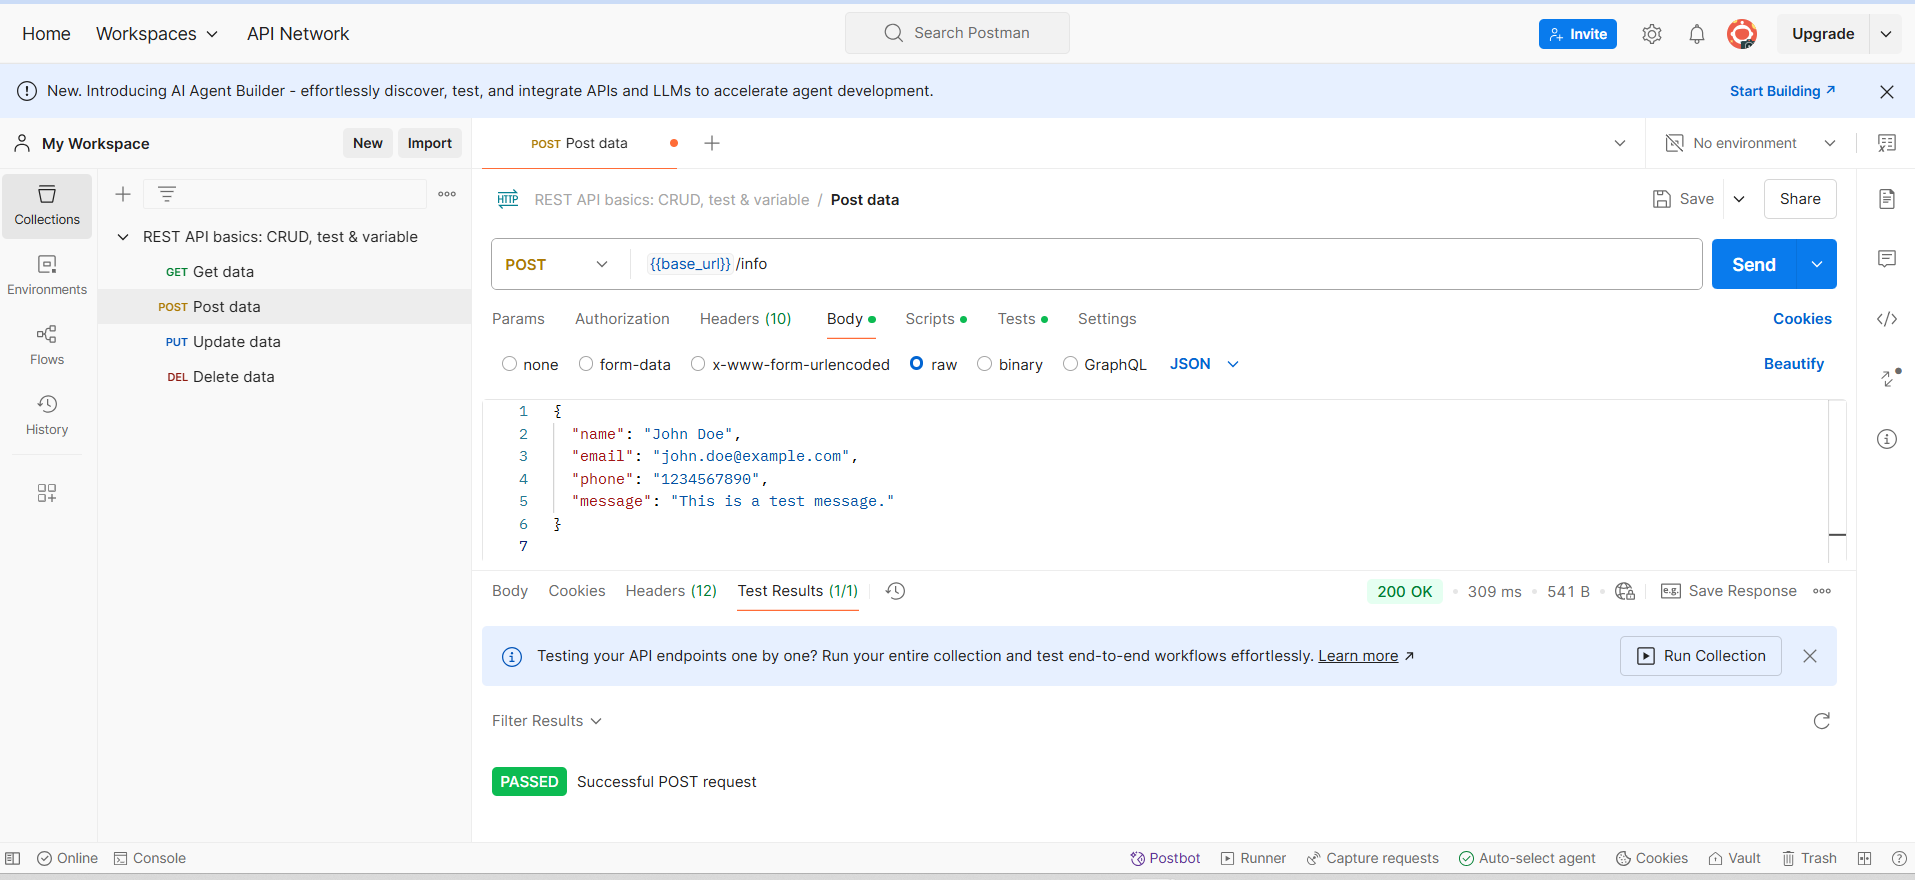 Home Workspaces API Network Search Postman Invite Upgrade
New. Introducing AI Agent Builder - effortlessly discover, test, and integrate APIs and LLMs to accelerate agent development. Start Building
My Workspace New Import POST Post data No environment
Collections
Environments
Flows
History
REST API basics: CRUD, test & variable
GET Get data
POST Post data
PUT Update data
DEL Delete data
HTTP REST API basics: CRUD, test & variable / Post data Save Share
POST {{base_url}} /info Send
Params Authorization Headers (10) Body Scripts Tests Settings Cookies
none form-data x-www-form-urlencoded raw binary GraphQL JSON Beautify
1 {
2 "name": "John Doe",
3 "email": "john.doe@example.com",
4 "phone": "1234567890",
5 "message": "This is a test message."
6 }
7
Body Cookies Headers (12) Test Results (1/1) 200 OK 309 ms 541 B e.g. Save Response
Testing your API endpoints one by one? Run your entire collection and test end-to-end workflows effortlessly. Learn more Run Collection
Filter Results
PASSED Successful POST request
Online Console Postbot Runner Capture requests Auto-select agent Cookies Vault Trash